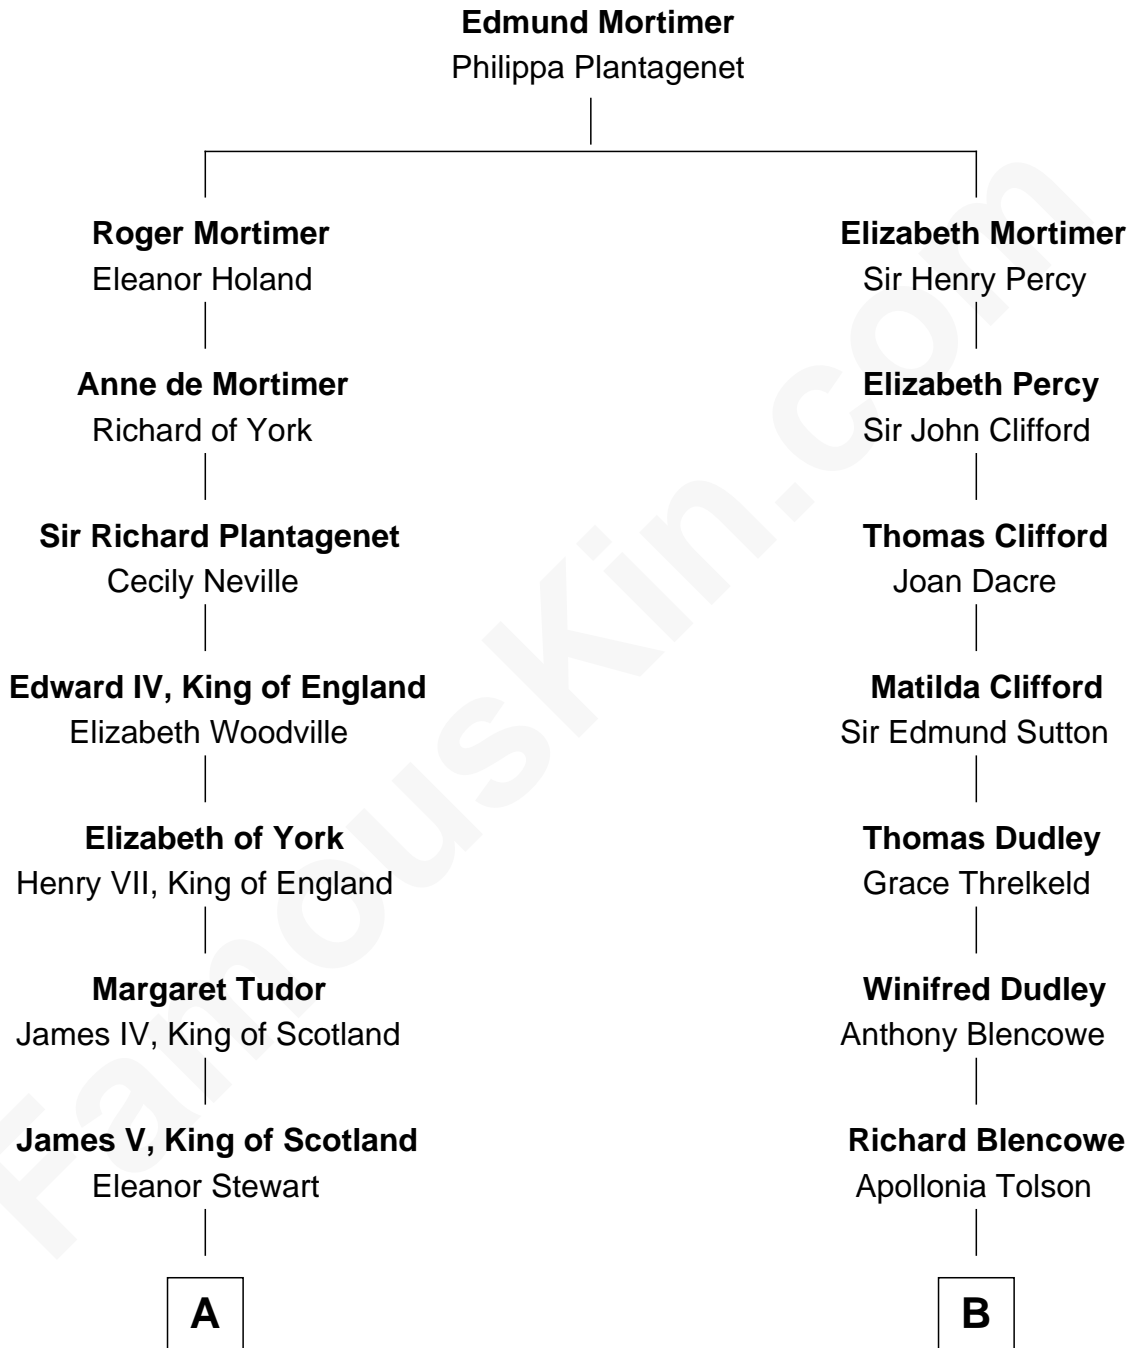 Edmund Mortimer
Philippa Plantagenet
Roger Mortimer
Eleanor Holand
Anne de Mortimer
Richard of York
Sir Richard Plantagenet
Cecily Neville
Edward IV, King of England
Elizabeth Woodville
Elizabeth of York
Henry VII, King of England
Margaret Tudor
James IV, King of Scotland
James V, King of Scotland
Eleanor Stewart
A
Elizabeth Mortimer
Sir Henry Percy
Elizabeth Percy
Sir John Clifford
Thomas Clifford
Joan Dacre
Matilda Clifford
Sir Edmund Sutton
Thomas Dudley
Grace Threlkeld
Winifred Dudley
Anthony Blencowe
Richard Blencowe
Apollonia Tolson
B
FamousKin.com